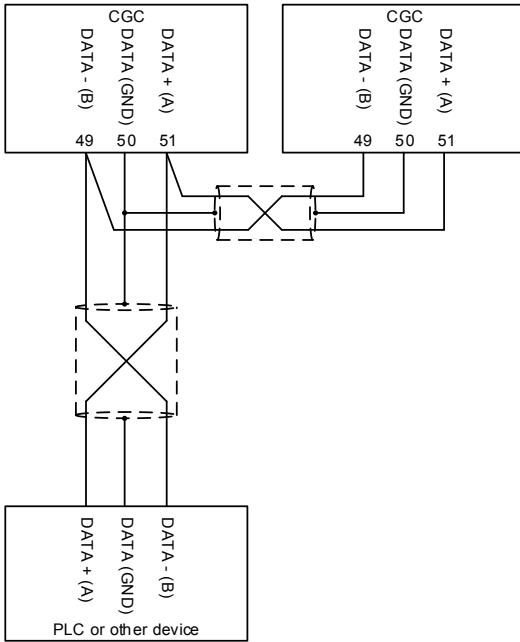 CGC
DATA - (B)
DATA (GND)
DATA + (A)
49 50 51
CGC
DATA - (B)
DATA (GND)
DATA + (A)
49 50 51
DATA + (A)
DATA (GND)
DATA - (B)
PLC or other device